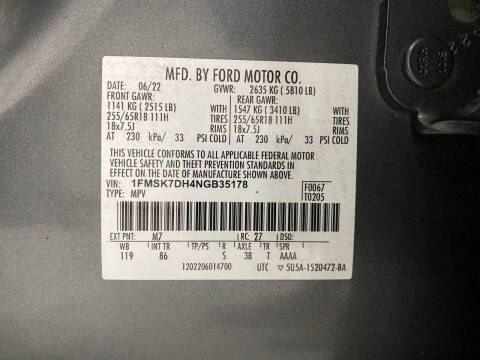 MFD. BY FORD MOTOR CO.
DATE: 06/22 GVWR: 2635 KG ( 5810 LB)
FRONT GAWR: REAR GAWR:
1141 KG ( 2515 LB) 1547 KG ( 3410 LB) WITH
255/65R18 111H 255/65R18 111H TIRES
18x7.5J 18x7.5J RIMS
AT 230 kPa/ 33 PSI COLD AT 230 kPa/ 33 PSI COLD
WITH
TIRES
RIMS
THIS VEHICLE CONFORMS TO ALL APPLICABLE FEDERAL MOTOR
VEHICLE SAFETY AND THEFT PREVENTION STANDARDS IN
EFFECT ON THE DATE OF MANUFACTURE SHOWN ABOVE.
VIN: 1FMSK7DH4NGB35178 F0067
TYPE: MPV T0205
EXT PNT: M7 RC: 27 DSO:
WB INT TR TP/PS R AXLE TR SPR
119 86 S 3B T AAAA
1202206014700 UTC 5U5A-1520472-BA